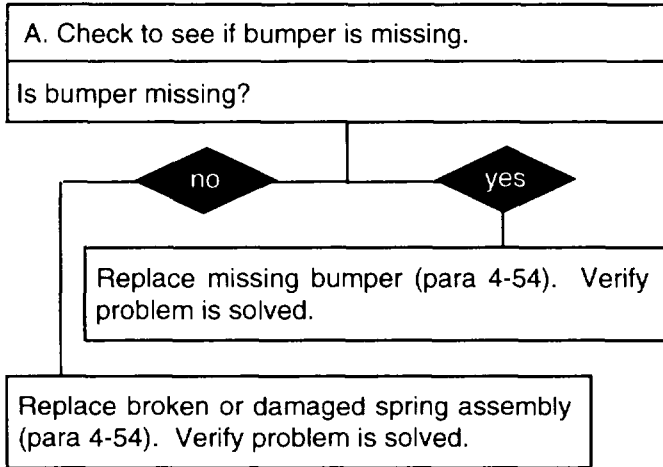 A. Check to see if bumper is missing.
Is bumper missing?
no
yes
Replace missing bumper (para 4-54). Verify
problem is solved.
Replace broken or damaged spring assembly
(para 4-54). Verify problem is solved.